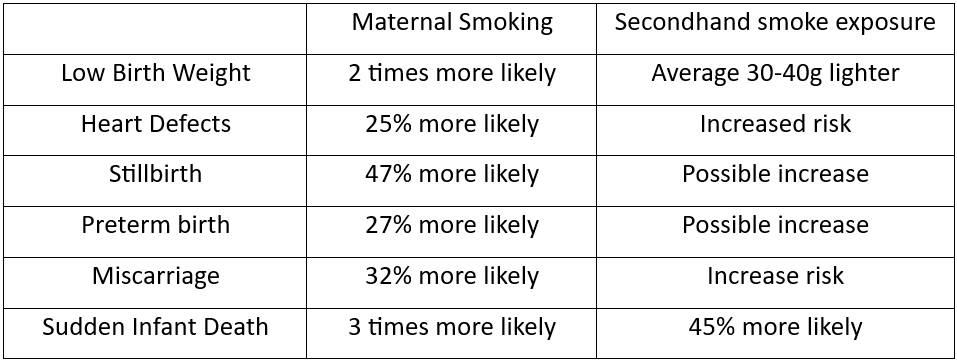 Maternal Smoking Secondhand smoke exposure
Low Birth Weight 2 times more likely Average 30-40g lighter
Heart Defects 25% more likely Increased risk
Stillbirth 47% more likely Possible increase
Preterm birth 27% more likely Possible increase
Miscarriage 32% more likely Increase risk
Sudden Infant Death 3 times more likely 45% more likely